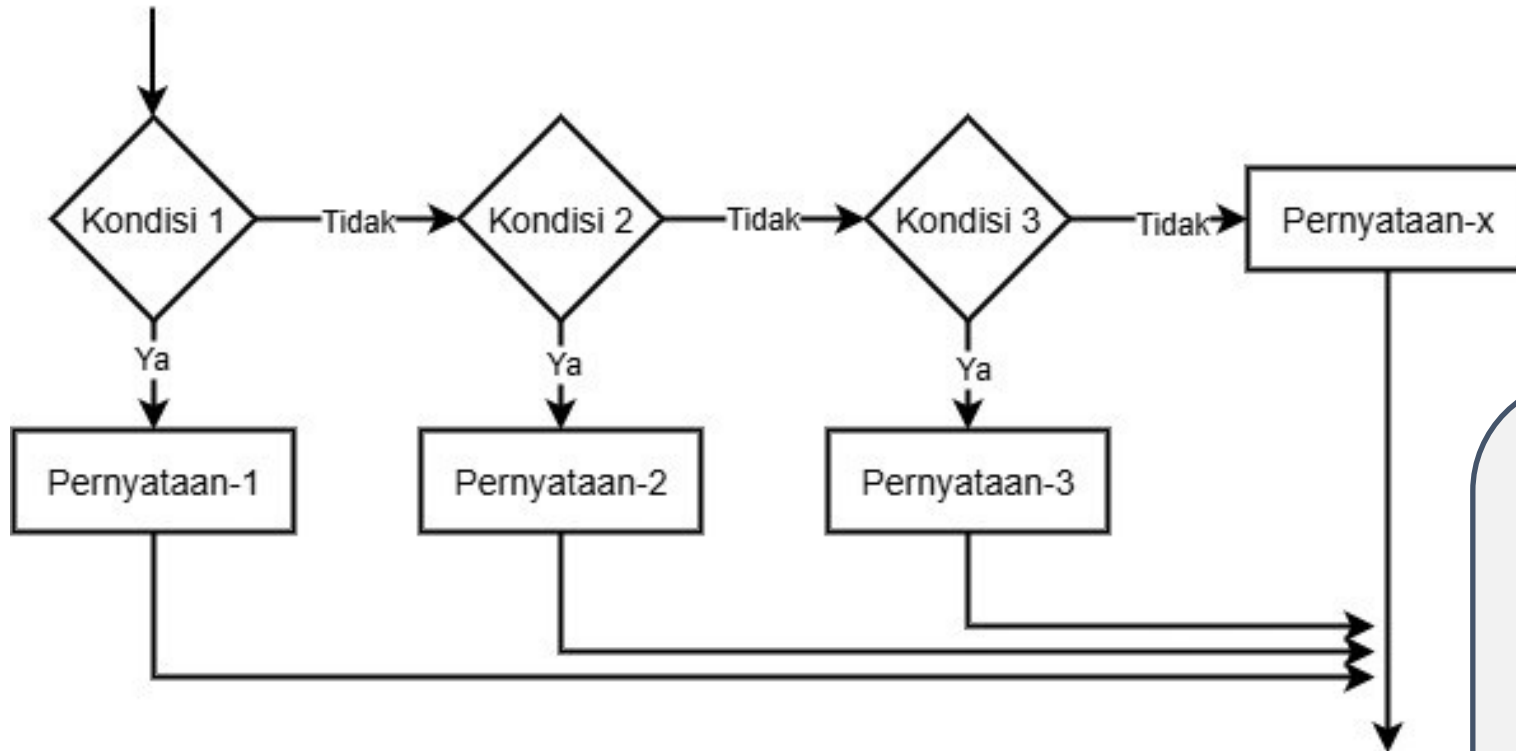 Kondisi 1
Tidak
Kondisi 2
Tidak
Kondisi 3
Tidak
Pernyataan-x
Ya
Ya
Ya
Pernyataan-1
Pernyataan-2
Pernyataan-3